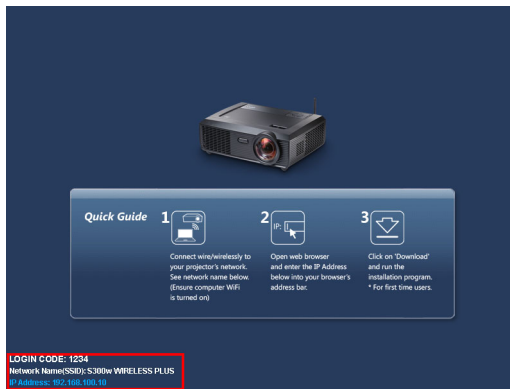 Quick Guide
1
Connect wire/wirelessly to
your projector's network.
See network name below.
(Ensure computer WiFi
is turned on)
2
IP:
Open web browser
and enter the IP Address
below into your browser's
address bar.
3
Click on 'Download'
and run the
installation program.
* For first time users.
LOGIN CODE: 1234
Network Name(SSID): S300w WIRELESS PLUS
IP Address: 192.168.100.10